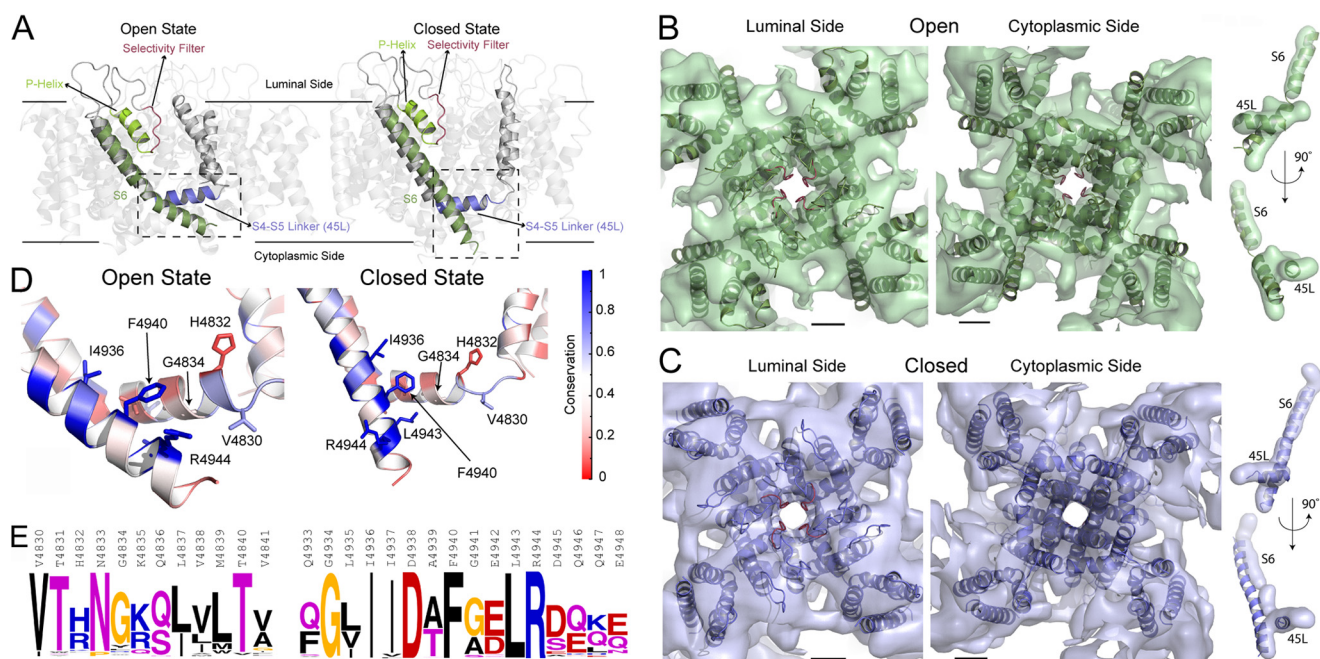 A
Open State
Selectivity Filter
P-Helix
Closed State
P-Helix
Selectivity Filter
Luminal Side
S6
S4-S5 Linker (45L)
S6
S4-S5 Linker (45L)
Cytoplasmic Side
B
Luminal Side
Open
Cytoplasmic Side
S6
45L
90°
S6
45L
C
Luminal Side
Closed
Cytoplasmic Side
S6
45L
90°
S6
45L
D
Open State
F4940
H4832
I4936
G4834
V4830
R4944
Closed State
I4936
H4832
G4834
V4830
L4943
R4944
F4940
1
0.8
0.6
0.4
0.2
0
Conservation
E
V4830 T4831 H4832 N4833 G4834 K4835 Q4836 L4837 V4838 M4839 T4840 V4841
Q4933 G4934 L4935 I4936 I4937 D4938 A4939 F4940 G4941 E4942 L4943 R4944 D4945 Q4946 Q4947 E4948
VTHNGKQLVLTV
QGLIIDAFGELRDQKE
RRSILA
FVTADSEQQ